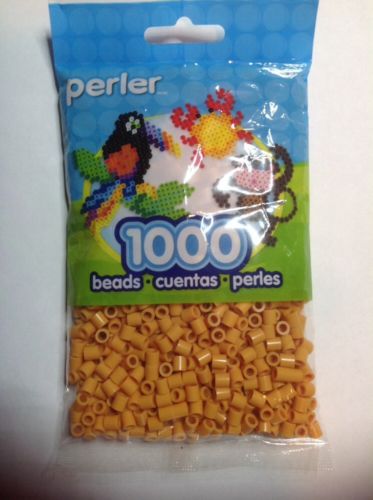 perler
1000
beads • cuentas • perles